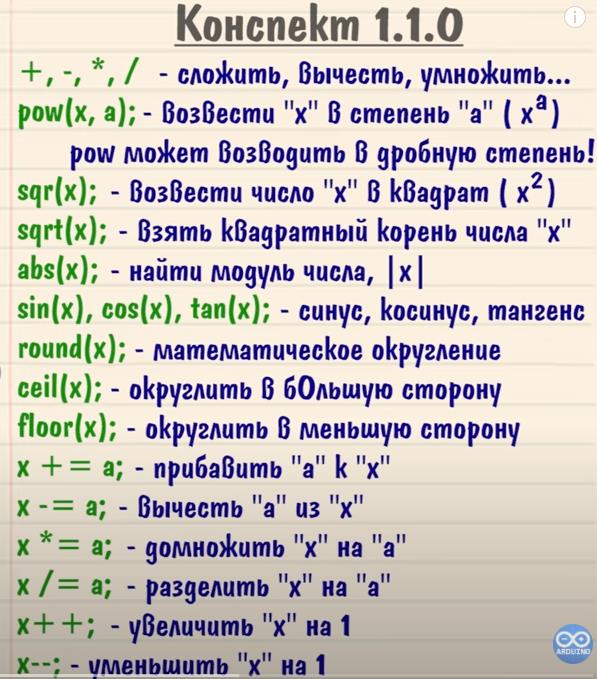 Конспект 1.1.0
+, -, *, / - сложить, вычесть, умножить...
pow(x, a); - возвести "x" в степень "a" ( xᵃ)
pow может возводить в дробную степень!
sqr(x); - возвести число "x" в квадрат ( x²)
sqrt(x); - взять квадратный корень числа "x"
abs(x); - найти модуль числа, |x|
sin(x), cos(x), tan(x); - синус, косинус, тангенс
round(x); - математическое округление
ceil(x); - округлить в бОльшую сторону
floor(x); - округлить в меньшую сторону
x += a; - прибавить "a" к "x"
x -= a; - вычесть "a" из "x"
x *= a; - домножить "x" на "a"
x /= a; - разделить "x" на "a"
x++; - увеличить "x" на 1
x--; - уменьшить "x" на 1
ARDUINO